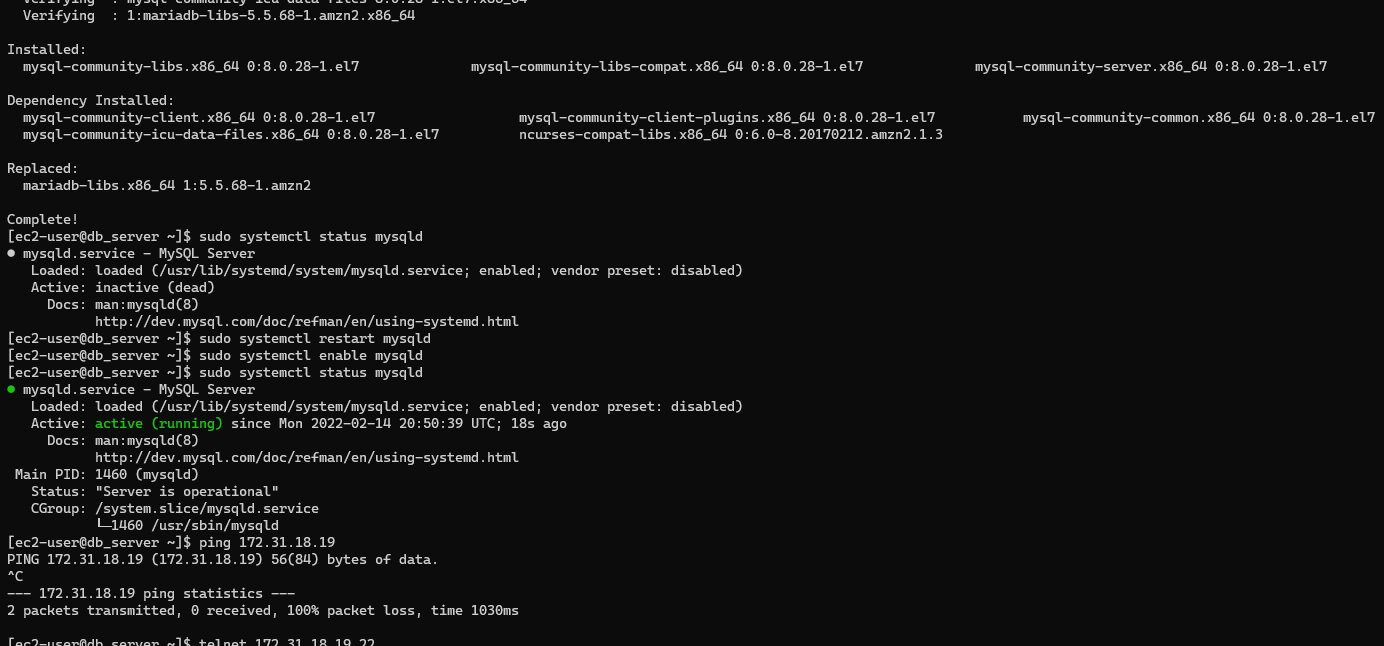 Verifying : mysql-community-icu-data-files-8.0.28-1.el7.x86_64
Verifying : 1:mariadb-libs-5.5.68-1.amzn2.x86_64
Installed:
mysql-community-libs.x86_64 0:8.0.28-1.el7 mysql-community-libs-compat.x86_64 0:8.0.28-1.el7 mysql-community-server.x86_64 0:8.0.28-1.el7
Dependency Installed:
mysql-community-client.x86_64 0:8.0.28-1.el7 mysql-community-client-plugins.x86_64 0:8.0.28-1.el7 mysql-community-common.x86_64 0:8.0.28-1.el7
mysql-community-icu-data-files.x86_64 0:8.0.28-1.el7 ncurses-compat-libs.x86_64 0:6.0-8.20170212.amzn2.1.3
Replaced:
mariadb-libs.x86_64 1:5.5.68-1.amzn2
Complete!
[ec2-user@db_server ~]$ sudo systemctl status mysqld
● mysqld.service - MySQL Server
Loaded: loaded (/usr/lib/systemd/system/mysqld.service; enabled; vendor preset: disabled)
Active: inactive (dead)
Docs: man:mysqld(8)
http://dev.mysql.com/doc/refman/en/using-systemd.html
[ec2-user@db_server ~]$ sudo systemctl restart mysqld
[ec2-user@db_server ~]$ sudo systemctl enable mysqld
[ec2-user@db_server ~]$ sudo systemctl status mysqld
● mysqld.service - MySQL Server
Loaded: loaded (/usr/lib/systemd/system/mysqld.service; enabled; vendor preset: disabled)
Active: active (running) since Mon 2022-02-14 20:50:39 UTC; 18s ago
Docs: man:mysqld(8)
http://dev.mysql.com/doc/refman/en/using-systemd.html
Main PID: 1460 (mysqld)
Status: "Server is operational"
CGroup: /system.slice/mysqld.service
└─1460 /usr/sbin/mysqld
[ec2-user@db_server ~]$ ping 172.31.18.19
PING 172.31.18.19 (172.31.18.19) 56(84) bytes of data.
^C
--- 172.31.18.19 ping statistics ---
2 packets transmitted, 0 received, 100% packet loss, time 1030ms
[ec2-user@db_server ~]$ telnet 172.31.18.19 22